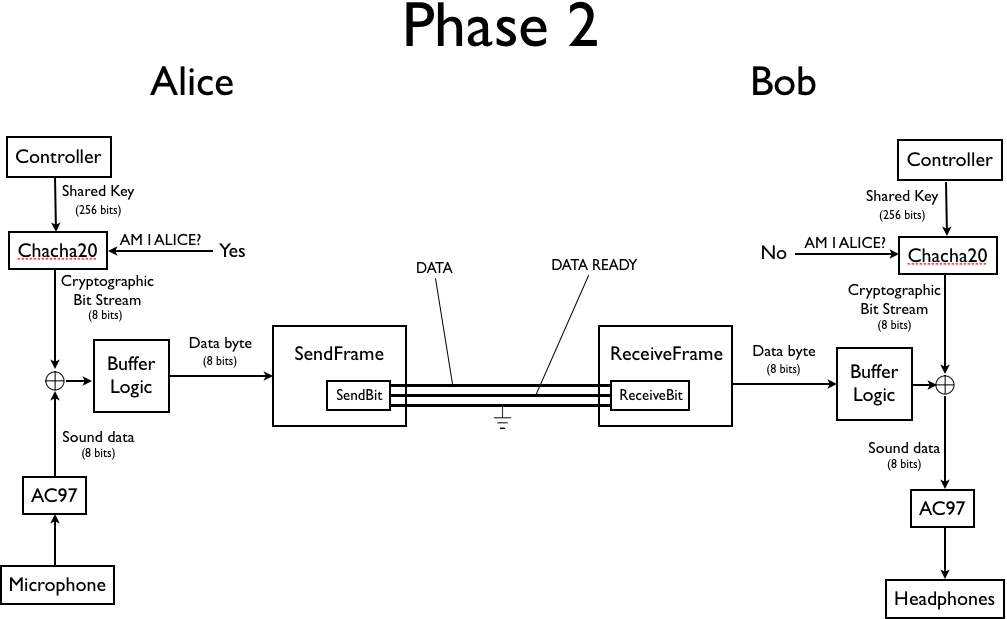 Phase 2
Alice
Bob
Controller
Shared Key
(256 bits)
Chacha20
AM I ALICE?
Yes
Cryptographic
Bit Stream
(8 bits)
Buffer
Logic
Data byte
(8 bits)
Sound data
(8 bits)
AC97
Microphone
SendFrame
SendBit
DATA
DATA READY
ReceiveFrame
ReceiveBit
Data byte
(8 bits)
Buffer
Logic
Controller
Shared Key
(256 bits)
No
AM I ALICE?
Chacha20
Cryptographic
Bit Stream
(8 bits)
Sound data
(8 bits)
AC97
Headphones